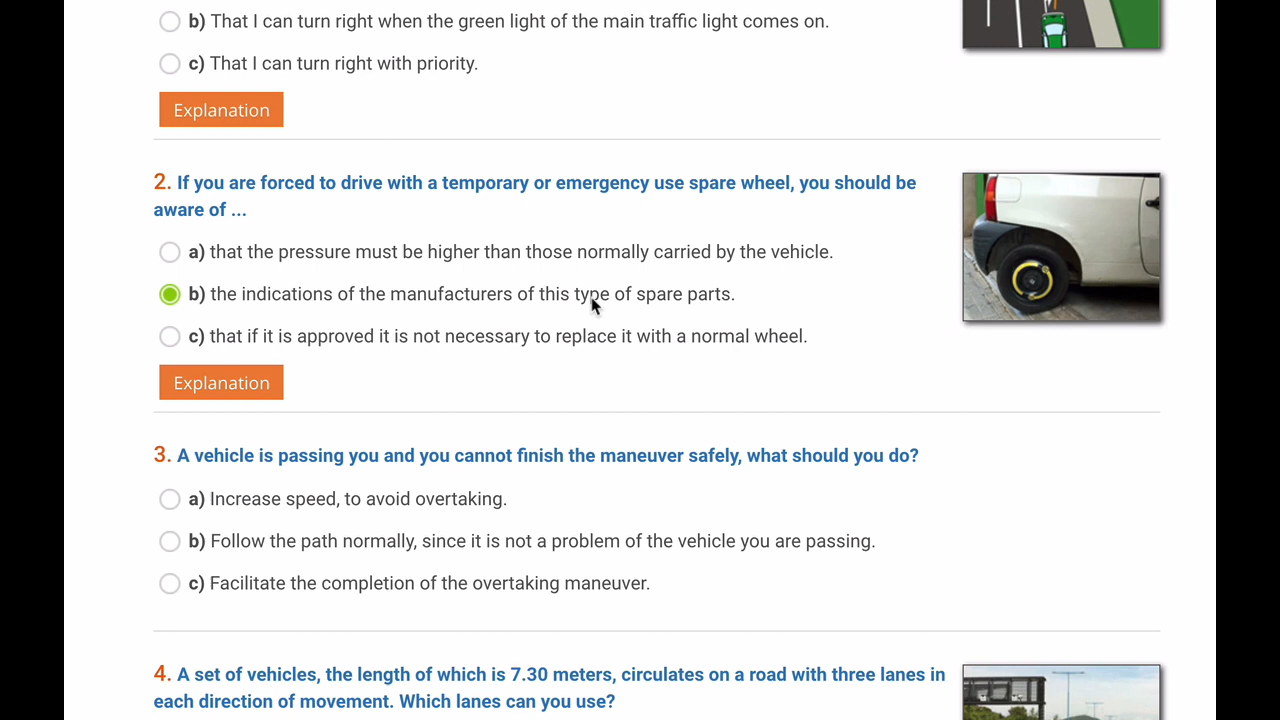 b) That I can turn right when the green light of the main traffic light comes on.
c) That I can turn right with priority.
Explanation
2. If you are forced to drive with a temporary or emergency use spare wheel, you should be
aware of ...
a) that the pressure must be higher than those normally carried by the vehicle.
b) the indications of the manufacturers of this type of spare parts.
c) that if it is approved it is not necessary to replace it with a normal wheel.
Explanation
3. A vehicle is passing you and you cannot finish the maneuver safely, what should you do?
a) Increase speed, to avoid overtaking.
b) Follow the path normally, since it is not a problem of the vehicle you are passing.
c) Facilitate the completion of the overtaking maneuver.
4. A set of vehicles, the length of which is 7.30 meters, circulates on a road with three lanes in
each direction of movement. Which lanes can you use?